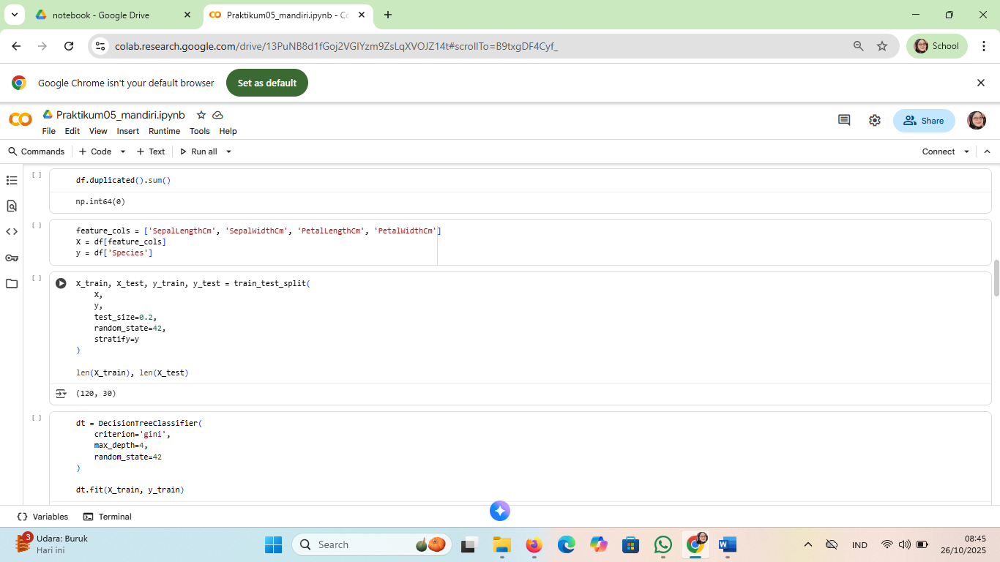 notebook - Google Drive
Praktikum05_mandiri.ipynb - Co
colab.research.google.com/drive/13PuNB8d1fGoj2VGIYzm9ZsLqXVOJZ14t#scrollTo=B9txgDF4Cyf_
School
Google Chrome isn't your default browser
Set as default
Praktikum05_mandiri.ipynb
File Edit View Insert Runtime Tools Help
Share
Commands + Code + Text Run all
Connect
[ ]
df.duplicated().sum()
np.int64(0)
[ ]
feature_cols = ['SepalLengthCm', 'SepalWidthCm', 'PetalLengthCm', 'PetalWidthCm']
X = df[feature_cols]
y = df['Species']
[ ]
X_train, X_test, y_train, y_test = train_test_split(
X,
y,
test_size=0.2,
random_state=42,
stratify=y
)
len(X_train), len(X_test)
(120, 30)
[ ]
dt = DecisionTreeClassifier(
criterion='gini',
max_depth=4,
random_state=42
)
dt.fit(X_train, y_train)
Variables Terminal
3
Udara: Buruk
Hari ini
Search
IND
08:45
26/10/2025